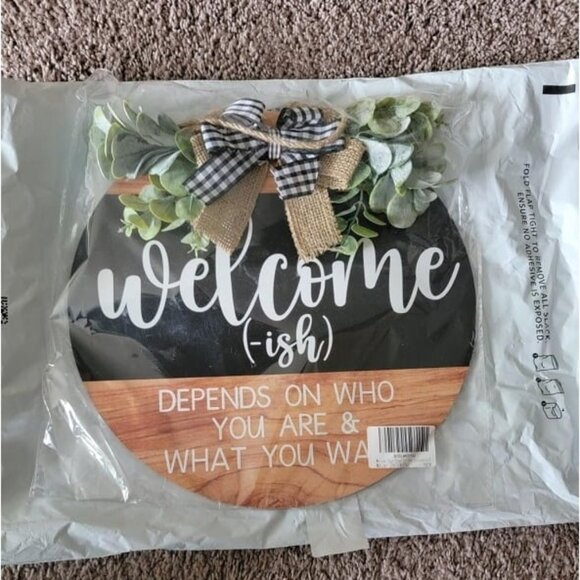 welcome
(-ish)
DEPENDS ON WHO
YOU ARE &
WHAT YOU WA
FOLD FLAP TIGHT TO REMOVE ALL SLACK.
ENSURE NO ADHESIVE IS EXPOSED.